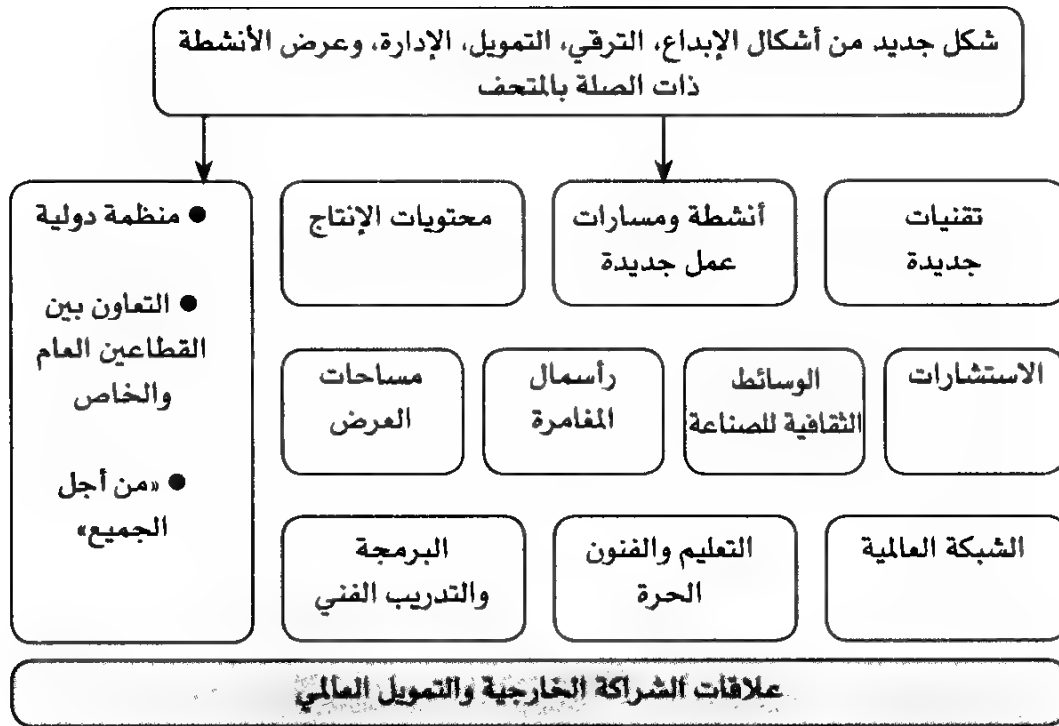 شكل جديد من أشكال الإبداع، الترقي، التمويل، الإدارة، وعرض الأنشطة
ذات الصلة بالمتحف
تقنيات
جديدة
أنشطة ومسارات
عمل جديدة
محتويات الإنتاج
● منظمة دولية
● التعاون بين
القطاعين العام
والخاص
● «من أجل
الجميع»
الاستشارات
الوسائط
الثقافية للصناعة
رأسمال
المغامرة
مساحات
العرض
الشبكة العالمية
التعليم والفنون
الحرة
البرمجة
والتدريب الفني
علاقات الشراكة الخارجية والتمويل العالمي